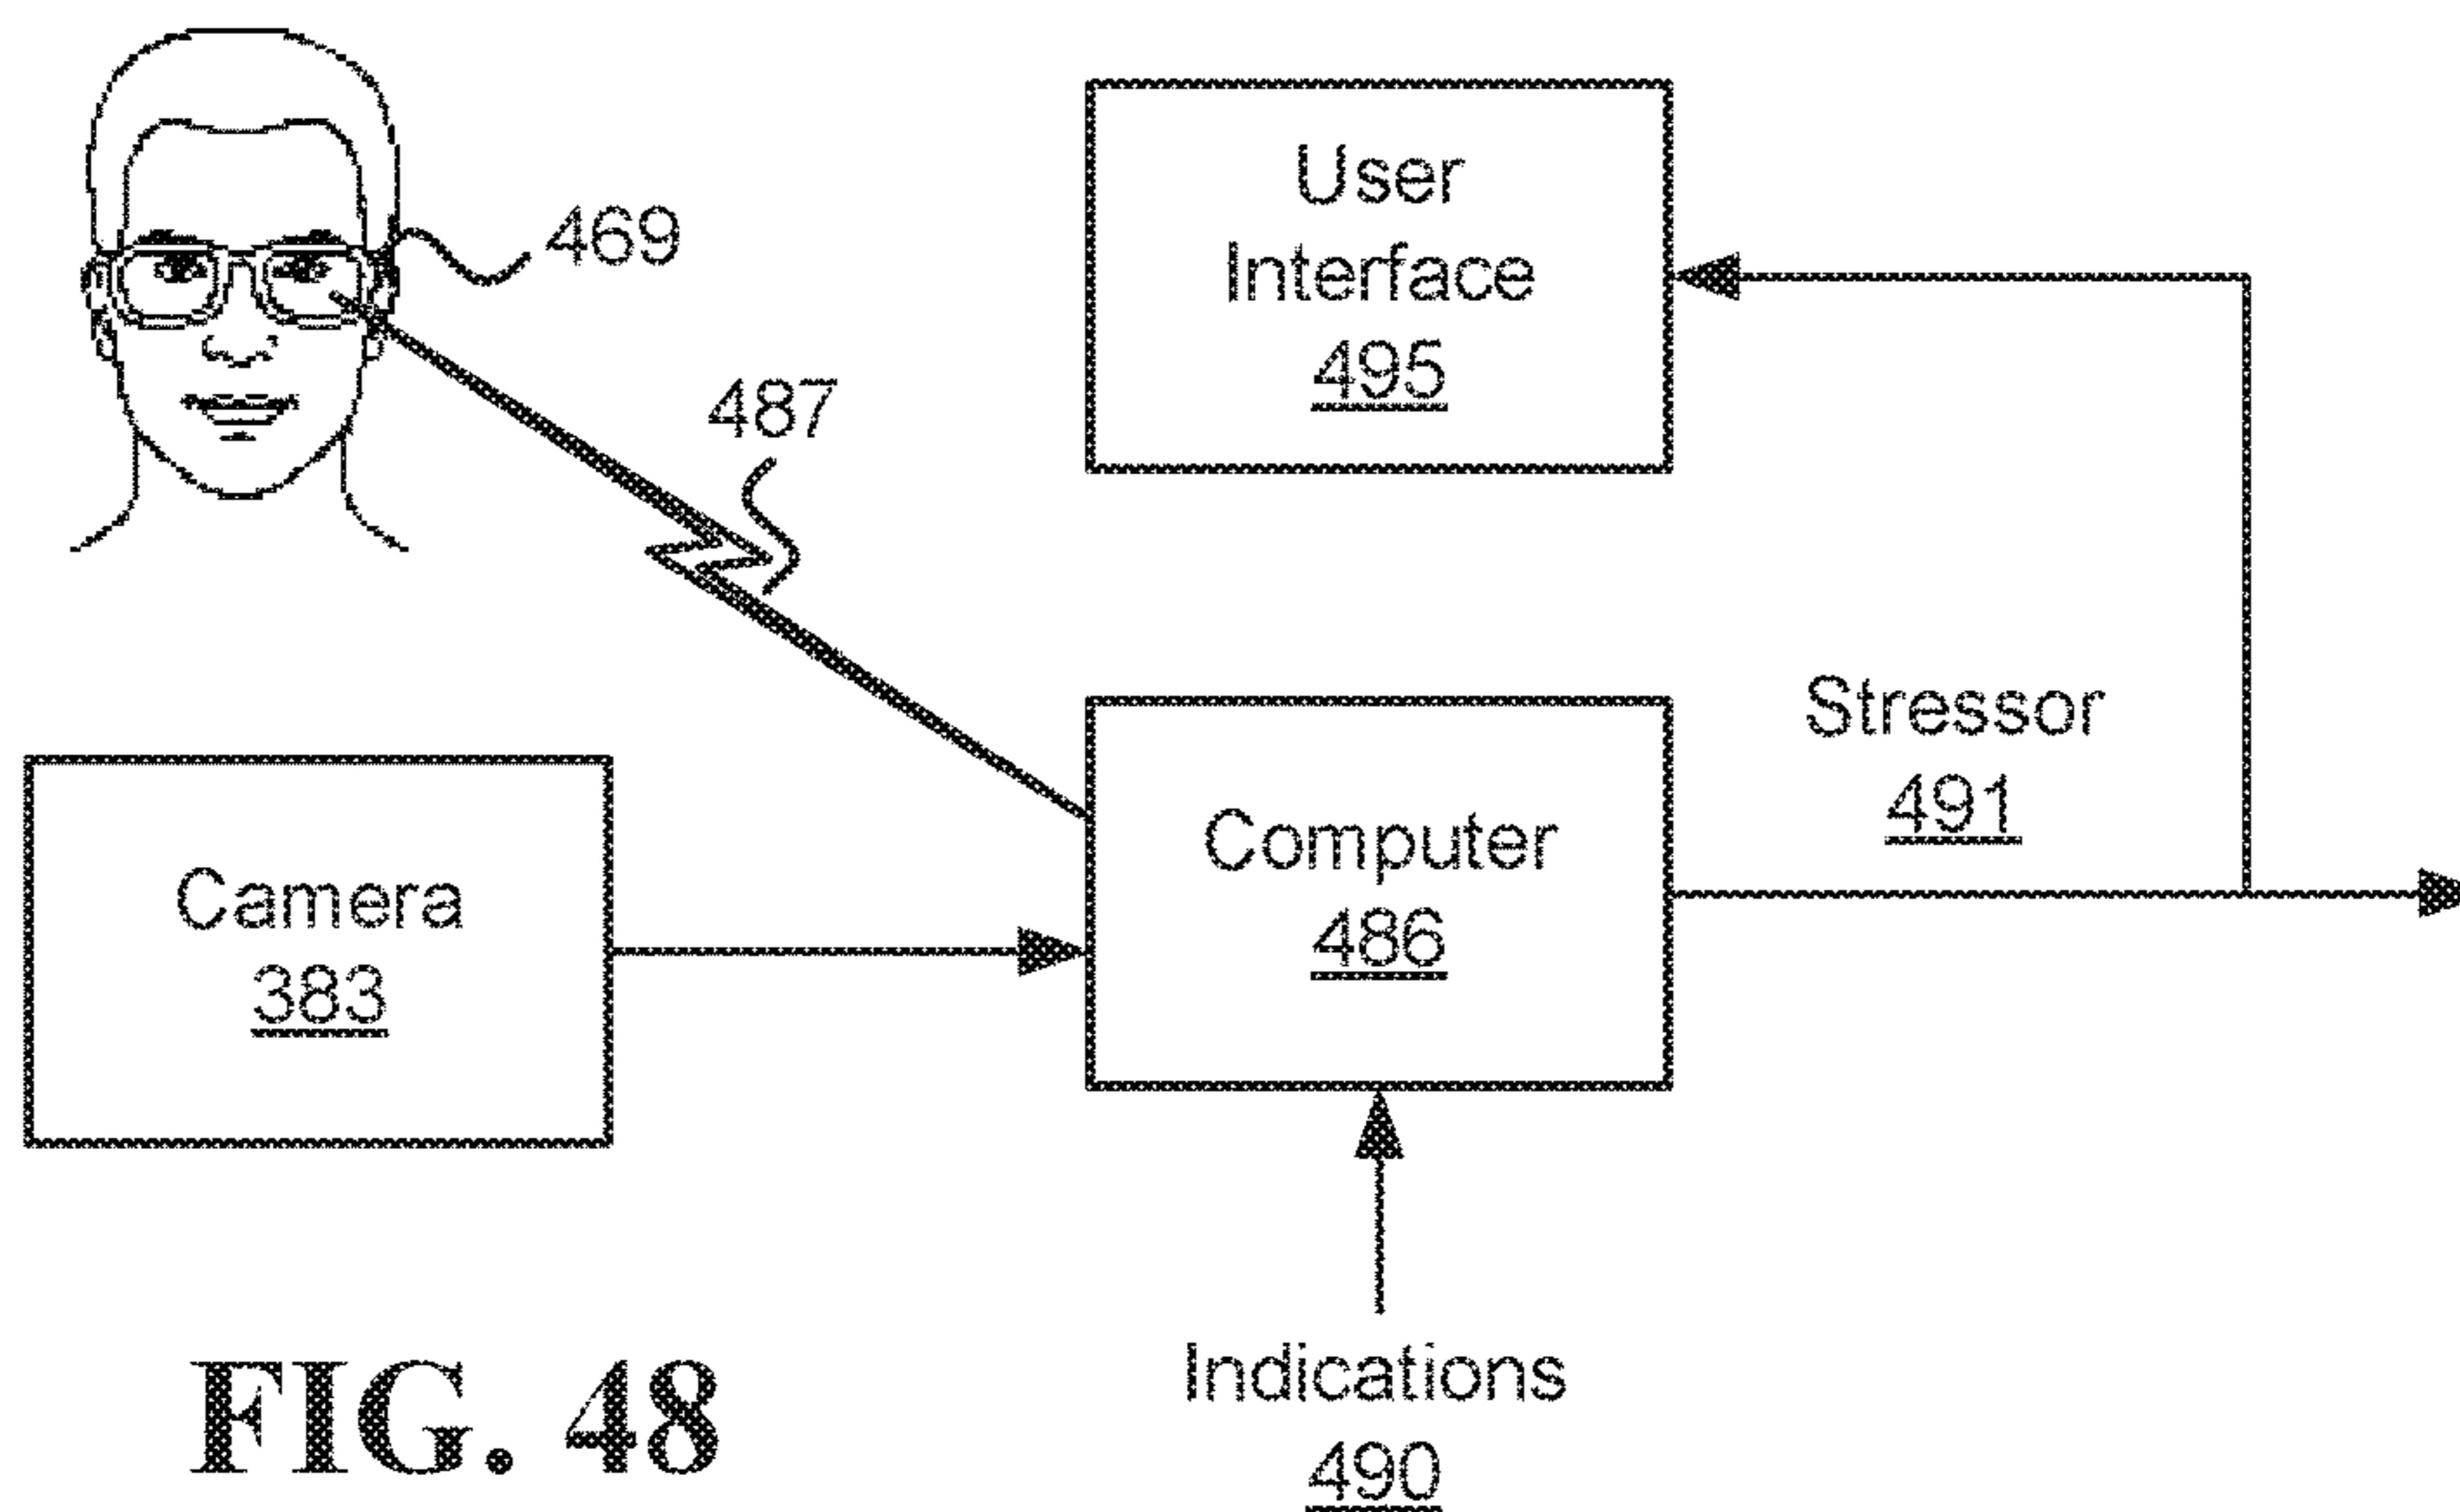 469
User
Interface
495
487
Stressor
491
Computer
486
Camera
383
Indications
490
FIG. 48